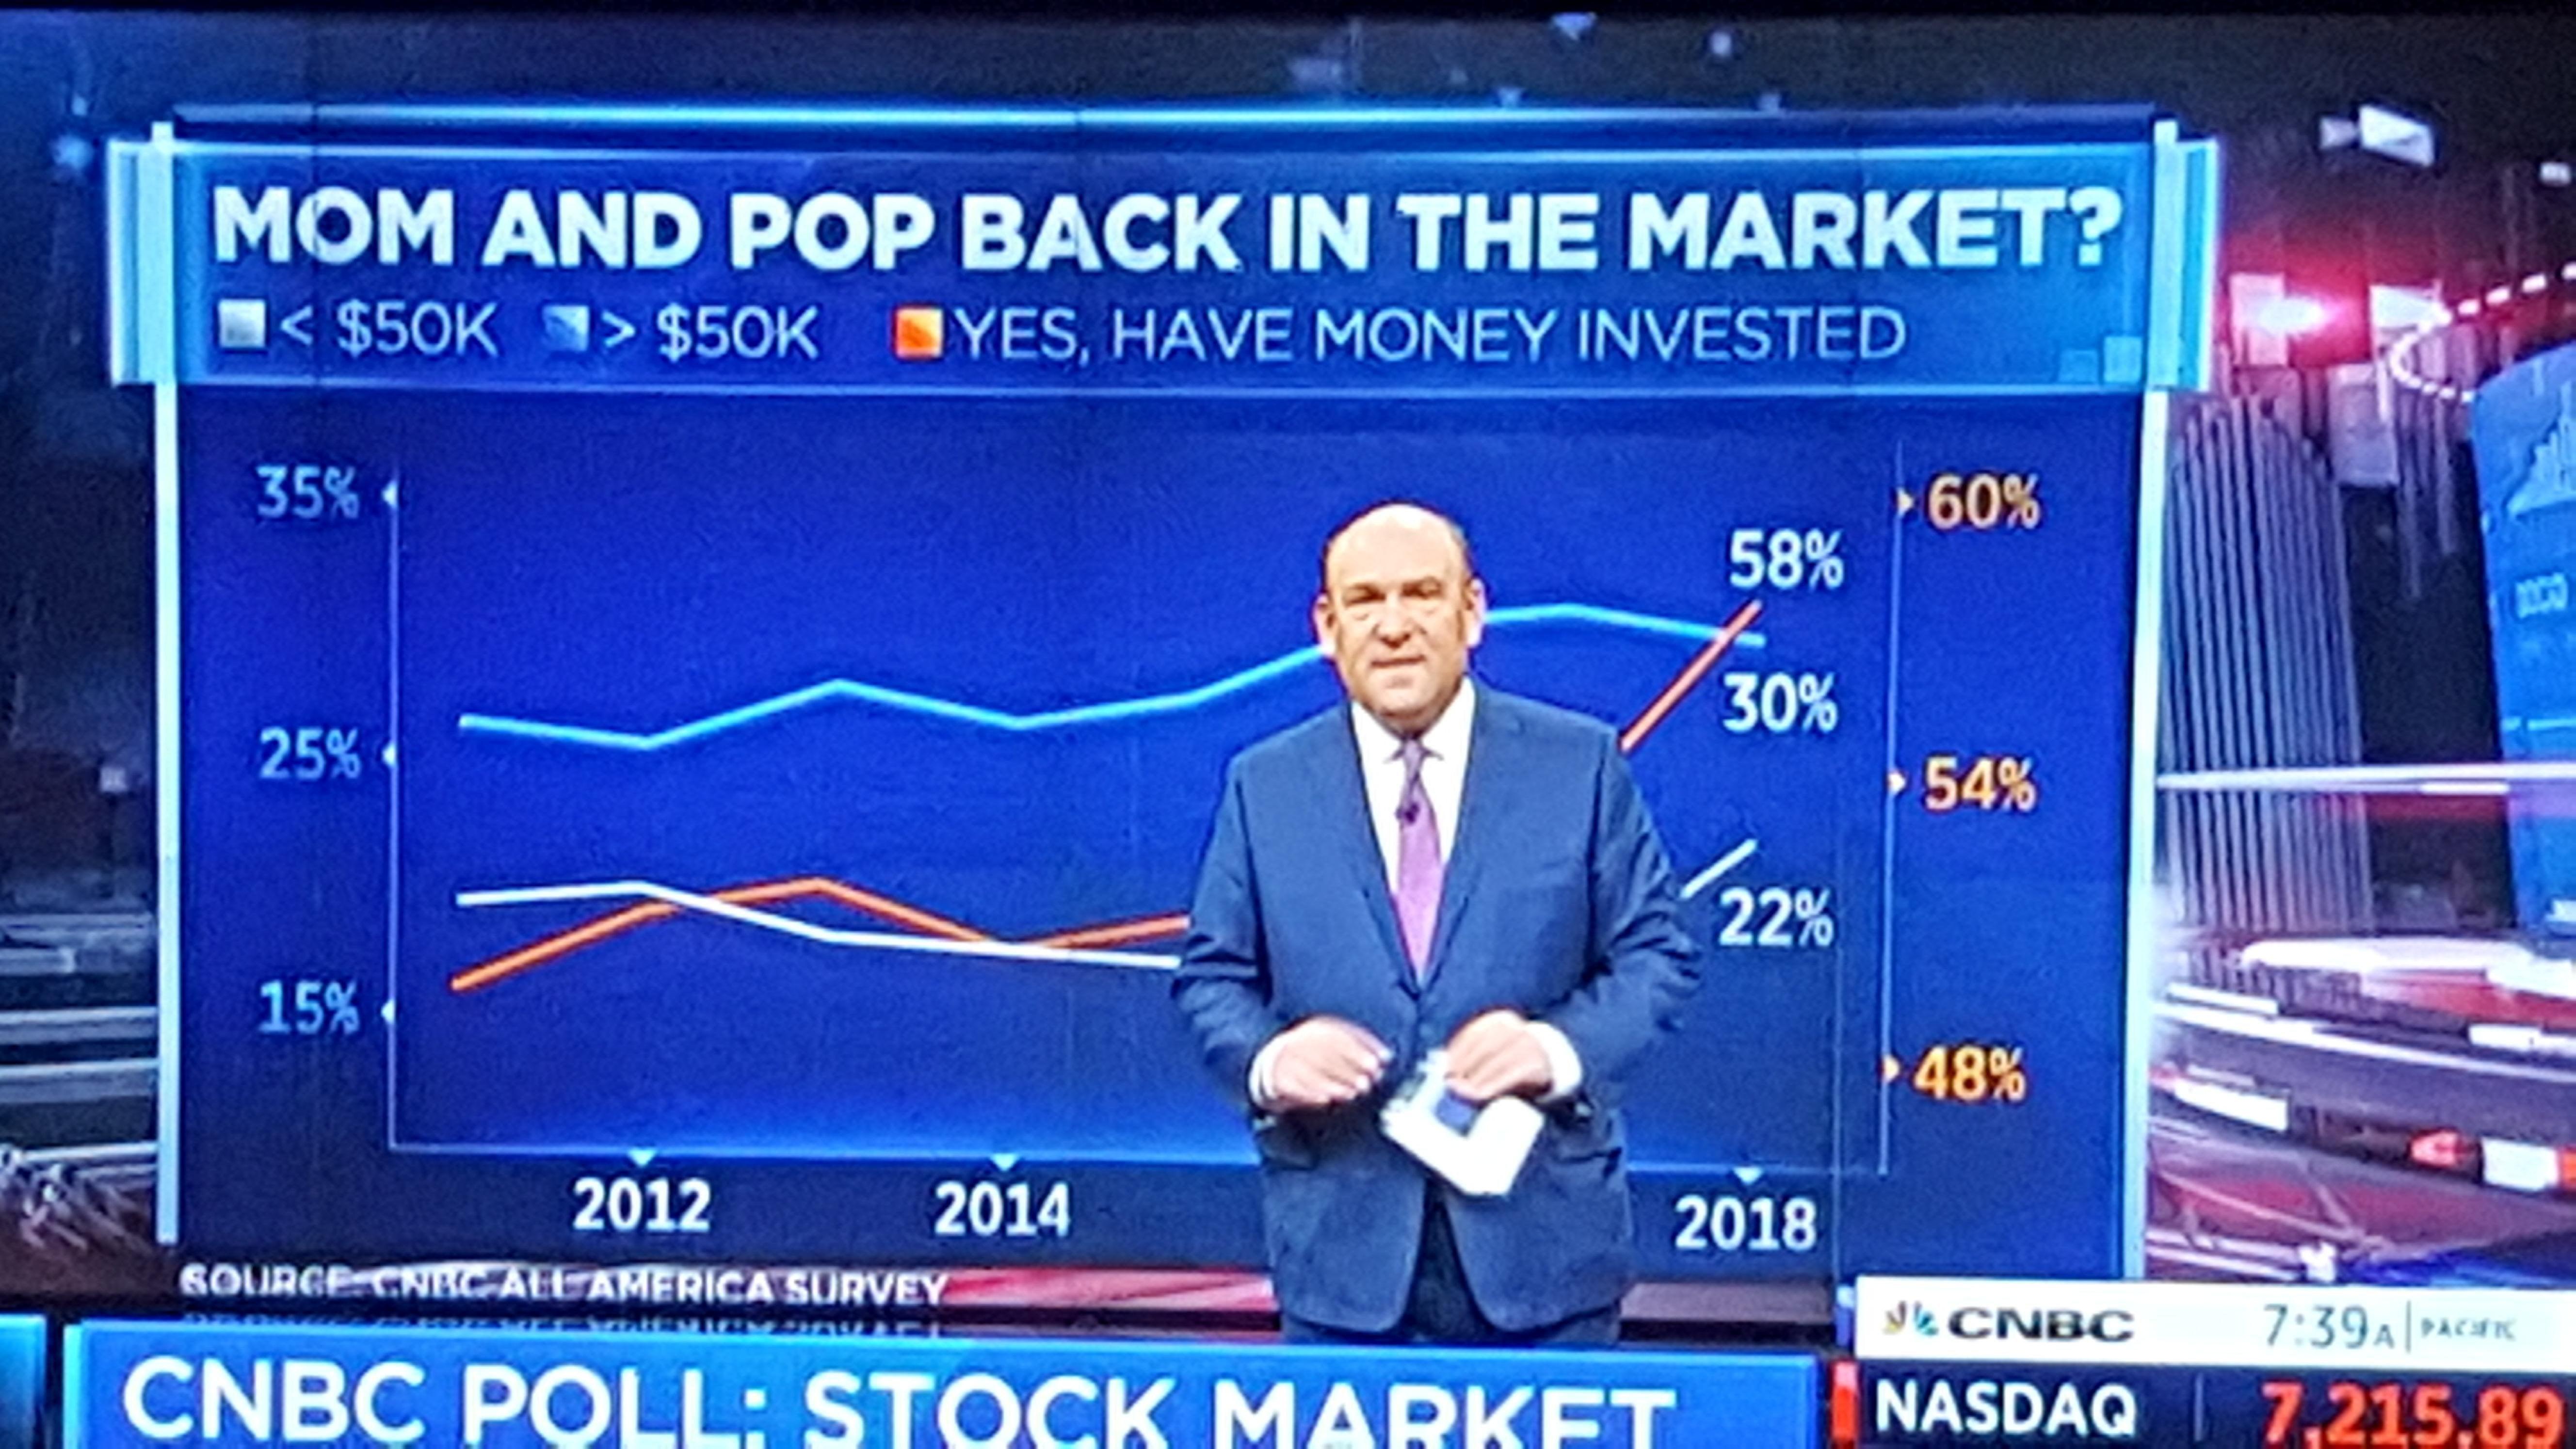 MOM AND POP BACK IN THE MARKET?
< $50K > $50K YES, HAVE MONEY INVESTED
35%
25%
15%
58%
30%
22%
60%
54%
48%
2012 2014 2018
SOURCE: CNBC ALL AMERICA SURVEY
CNBC POLL: STOCK MARKET
CNBC 7:39A PACIFIC
NASDAQ 7,215.89